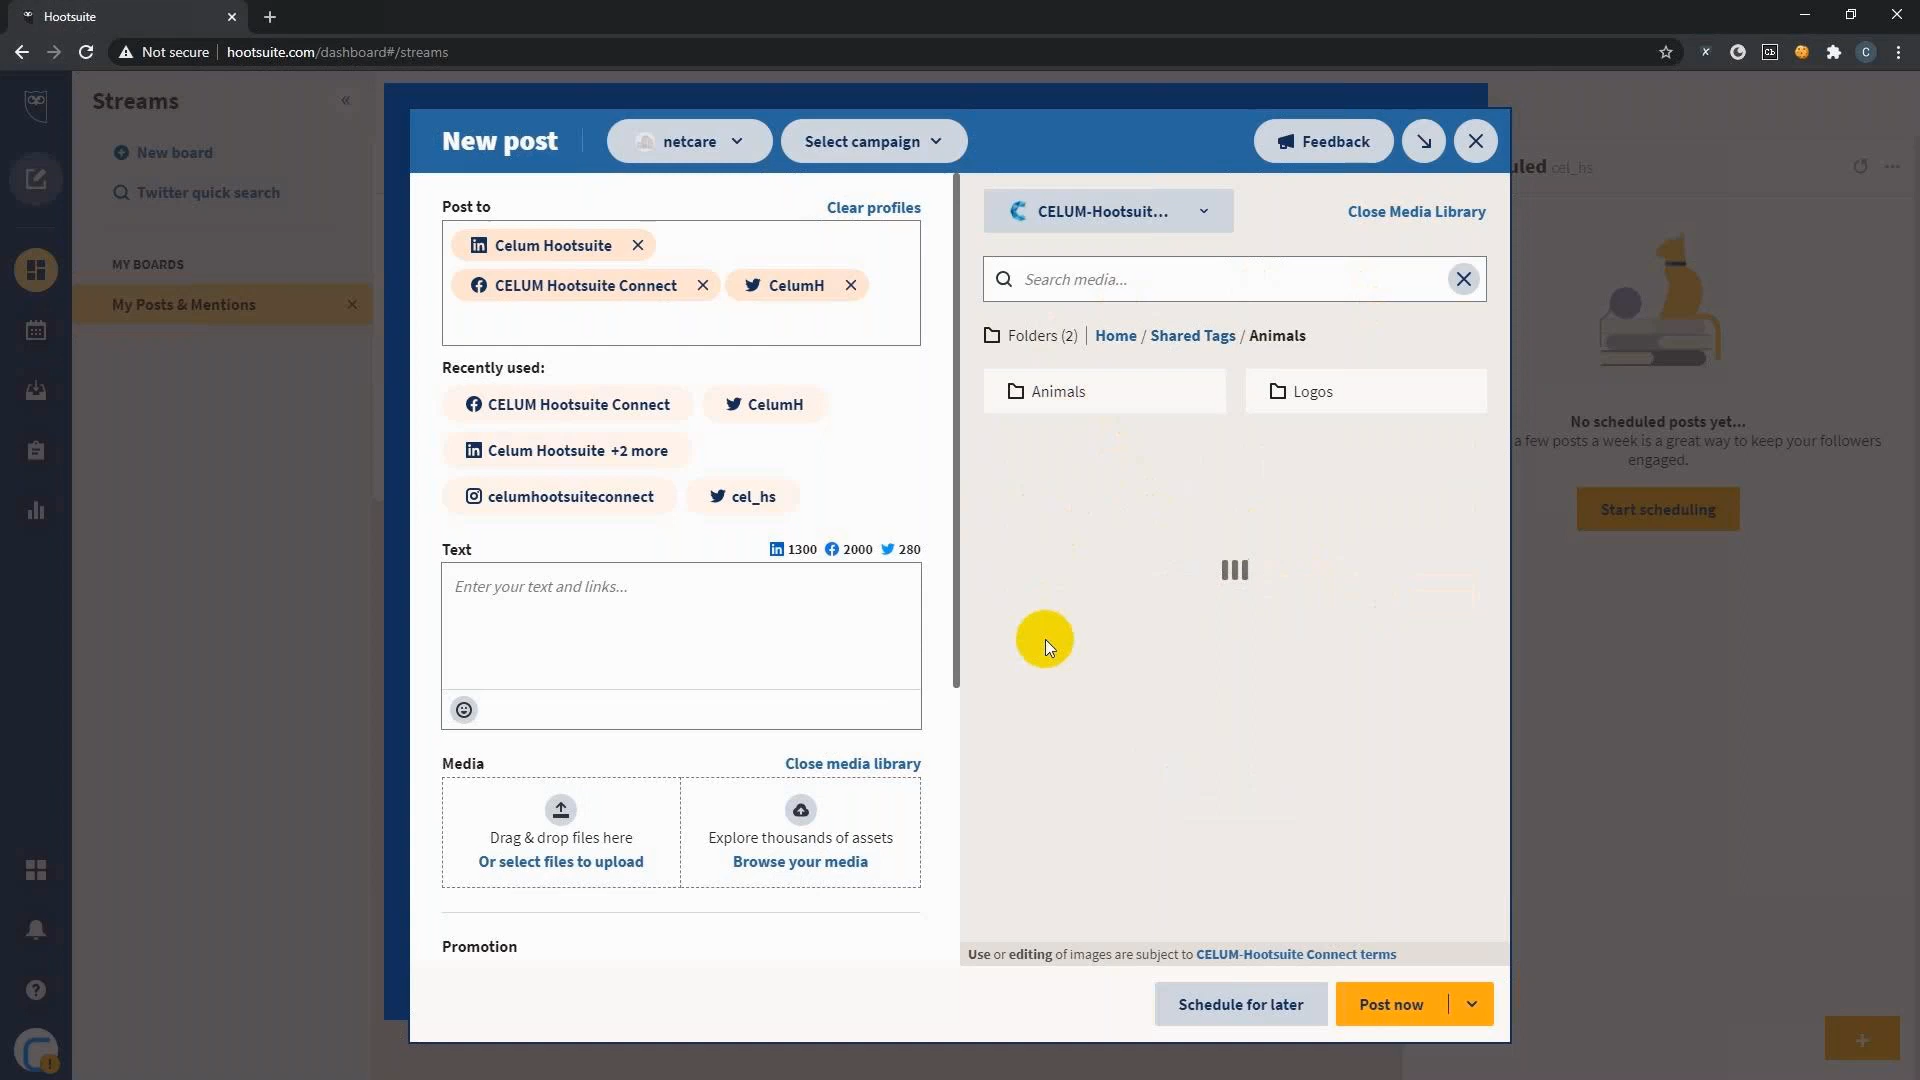 Hootsuite
Not secure
hootsuite.com/dashboard#/streams
C
Streams
«
New board
Twitter quick search
MY BOARDS
My Posts & Mentions
New post
netcare
Select campaign
Feedback
Post to
Clear profiles
Celum Hootsuite
CELUM Hootsuite Connect
CelumH
Recently used:
CELUM Hootsuite Connect
CelumH
Celum Hootsuite +2 more
celumhootsuiteconnect
cel_hs
Text
1300
2000
280
Enter your text and links...
Media
Close media library
Drag & drop files here
Or select files to upload
Explore thousands of assets
Browse your media
Promotion
CELUM-Hootsuit...
Close Media Library
Search media...
Folders (2)
Home / Shared Tags / Animals
Animals
Logos
Use or editing of images are subject to CELUM-Hootsuite Connect terms
Schedule for later
Post now
uled cel_hs
No scheduled posts yet...
a few posts a week is a great way to keep your followers
engaged.
Start scheduling